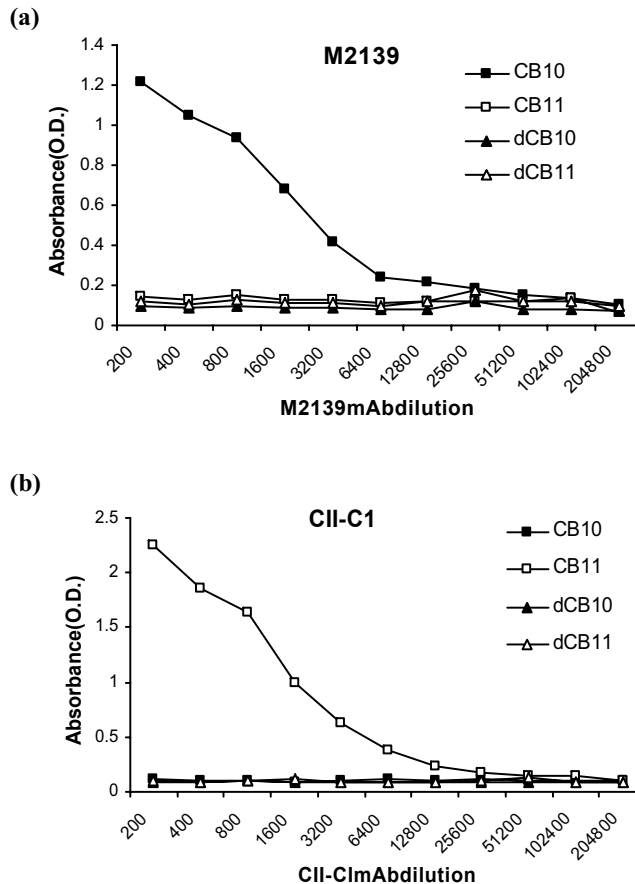 (a)
M2139
1.4
1.2
1
0.8
0.6
0.4
0.2
0
Absorbance(O.D.)
CB10
CB11
dCB10
dCB11
200
400
800
1600
3200
6400
12800
25600
51200
102400
204800
M2139mAbdilution
(b)
CII-C1
2.5
2
1.5
1
0.5
0
Absorbance(O.D.)
CB10
CB11
dCB10
dCB11
200
400
800
1600
3200
6400
12800
25600
51200
102400
204800
CII-CImAbdilution